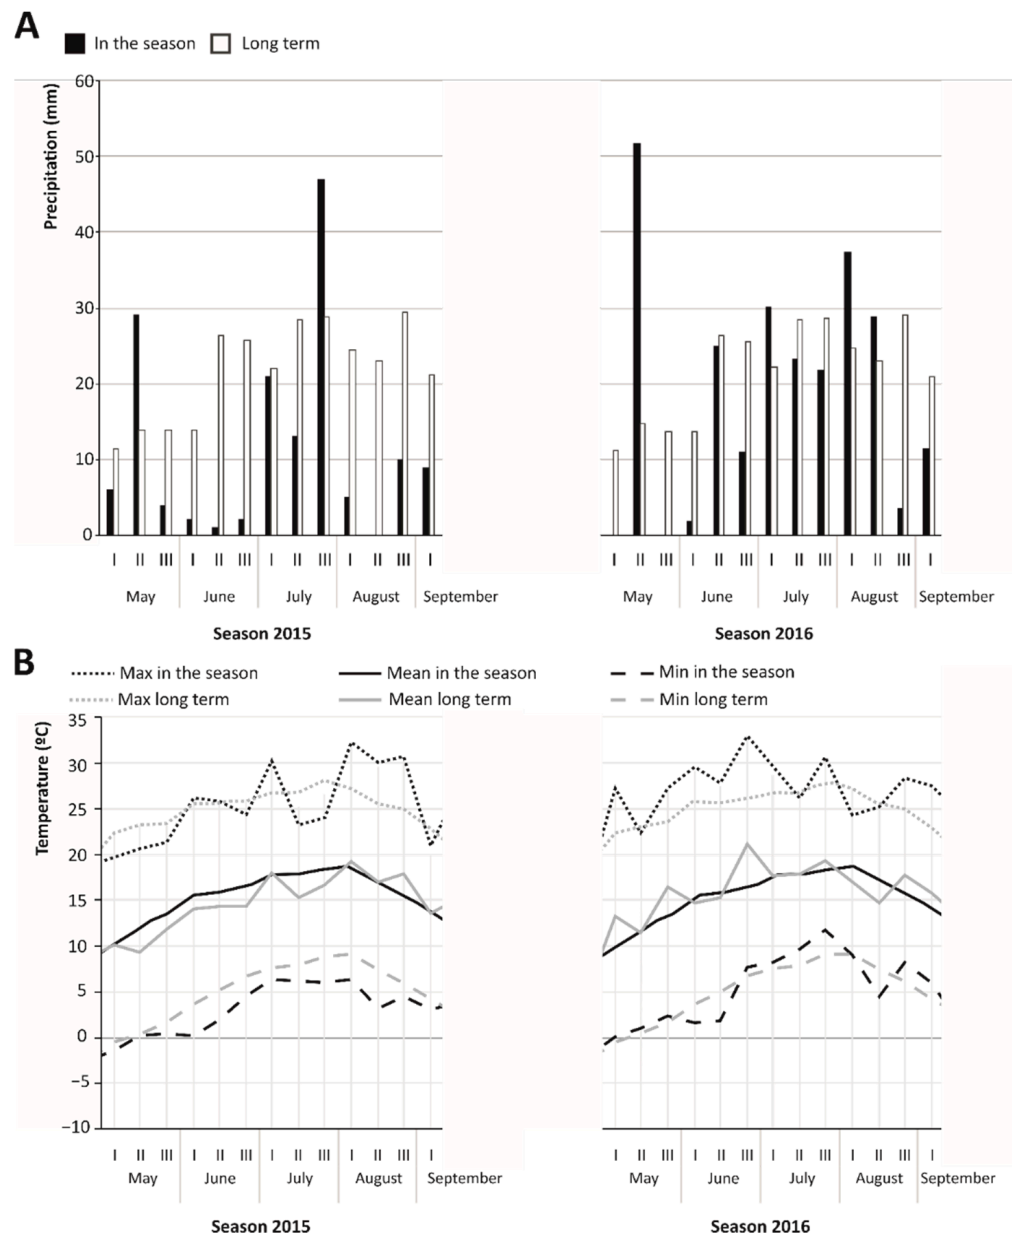 A
In the season Long term
Precipitation (mm)
60
50
40
30
20
10
0
I II III I II III I II III I II III I
May June July August September
Season 2015
I II III I II III I II III I II III I
May June July August September
Season 2016
B
Max in the season Mean in the season Min in the season
Max long term Mean long term Min long term
Temperature (ºC)
35
30
25
20
15
10
5
0
−5
−10
I II III I II III I II III I II III I
May June July August September
Season 2015
I II III I II III I II III I II III I
May June July August September
Season 2016